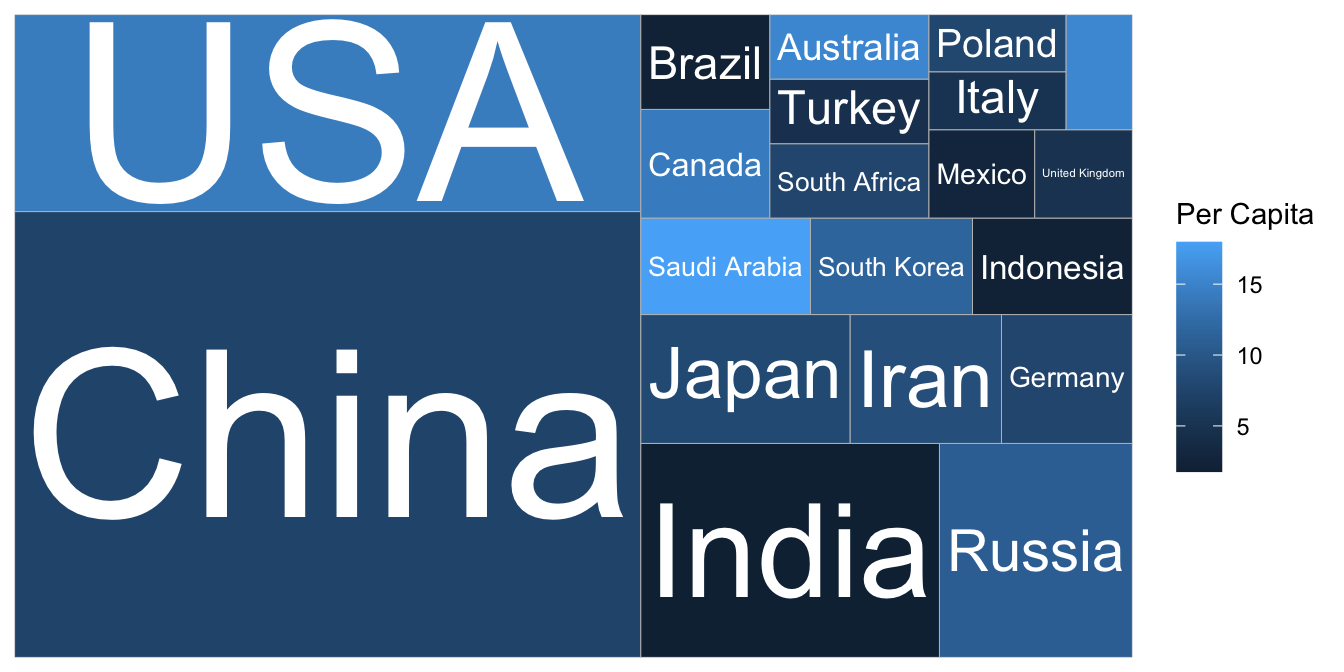 USA
China
Brazil
Canada
Australia
Turkey
South Africa
Poland
Italy
Mexico
United Kingdom
Saudi Arabia
South Korea
Indonesia
Japan
Iran
Germany
India
Russia
Per Capita
15
10
5